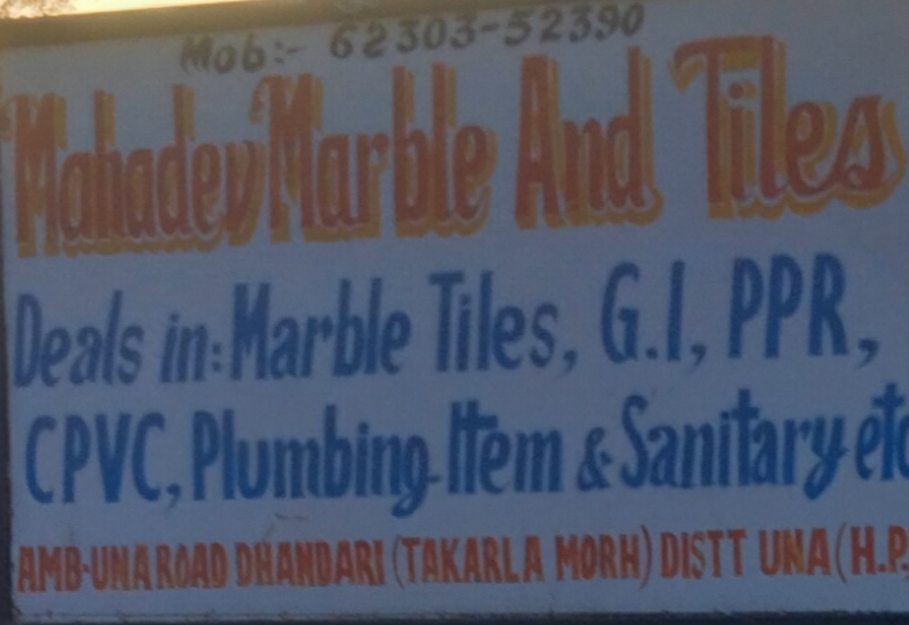 Mob:- 62303-52390
Mahadev Marble And Tiles
Deals in: Marble Tiles, G.I, PPR,
CPVC, Plumbing Item & Sanitary etc
AMB-UNA ROAD DHANDARI (TAKARLA MORH) DISTT UNA (H.P.